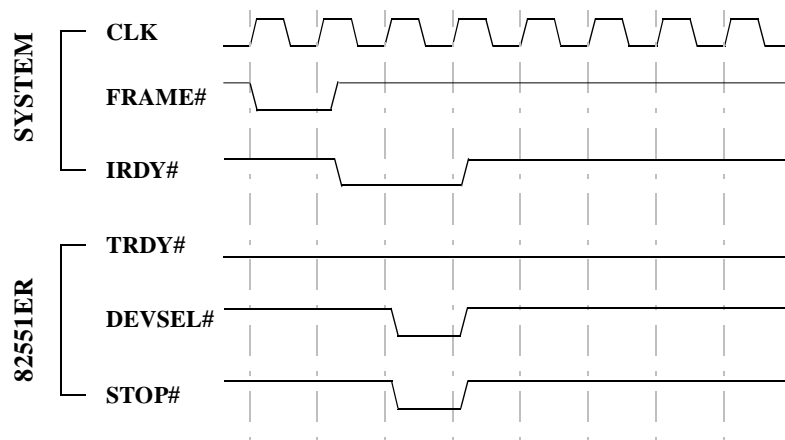 SYSTEM
CLK
FRAME#
IRDY#
82551ER
TRDY#
DEVSEL#
STOP#